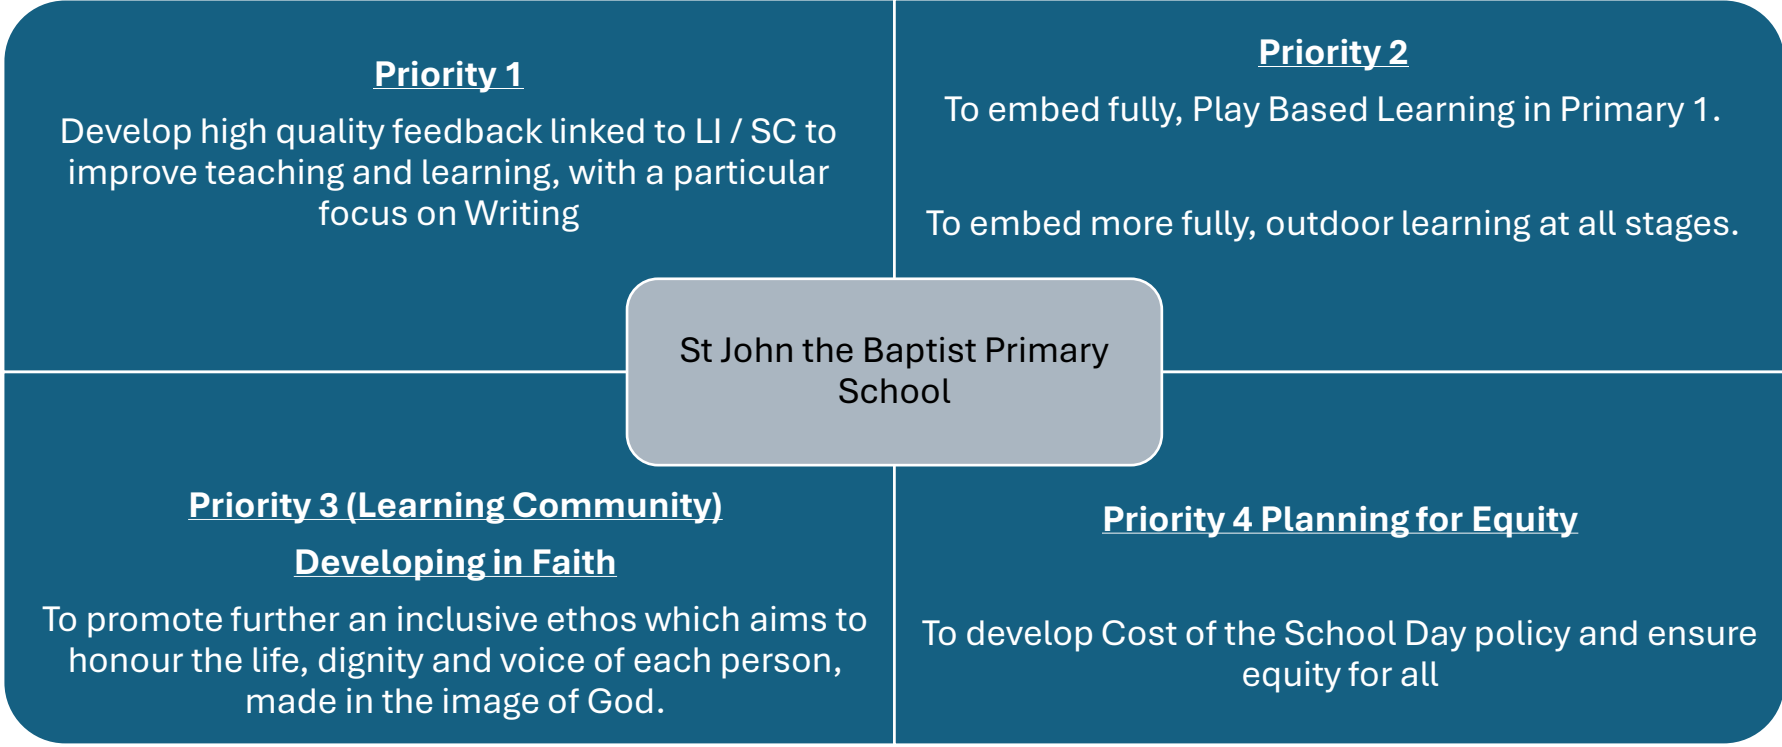 Priority 1
Develop high quality feedback linked to LI / SC to
improve teaching and learning, with a particular
focus on Writing
Priority 2
To embed fully, Play Based Learning in Primary 1.
To embed more fully, outdoor learning at all stages.
St John the Baptist Primary
School
Priority 3 (Learning Community)
Developing in Faith
To promote further an inclusive ethos which aims to
honour the life, dignity and voice of each person,
made in the image of God.
Priority 4 Planning for Equity
To develop Cost of the School Day policy and ensure
equity for all